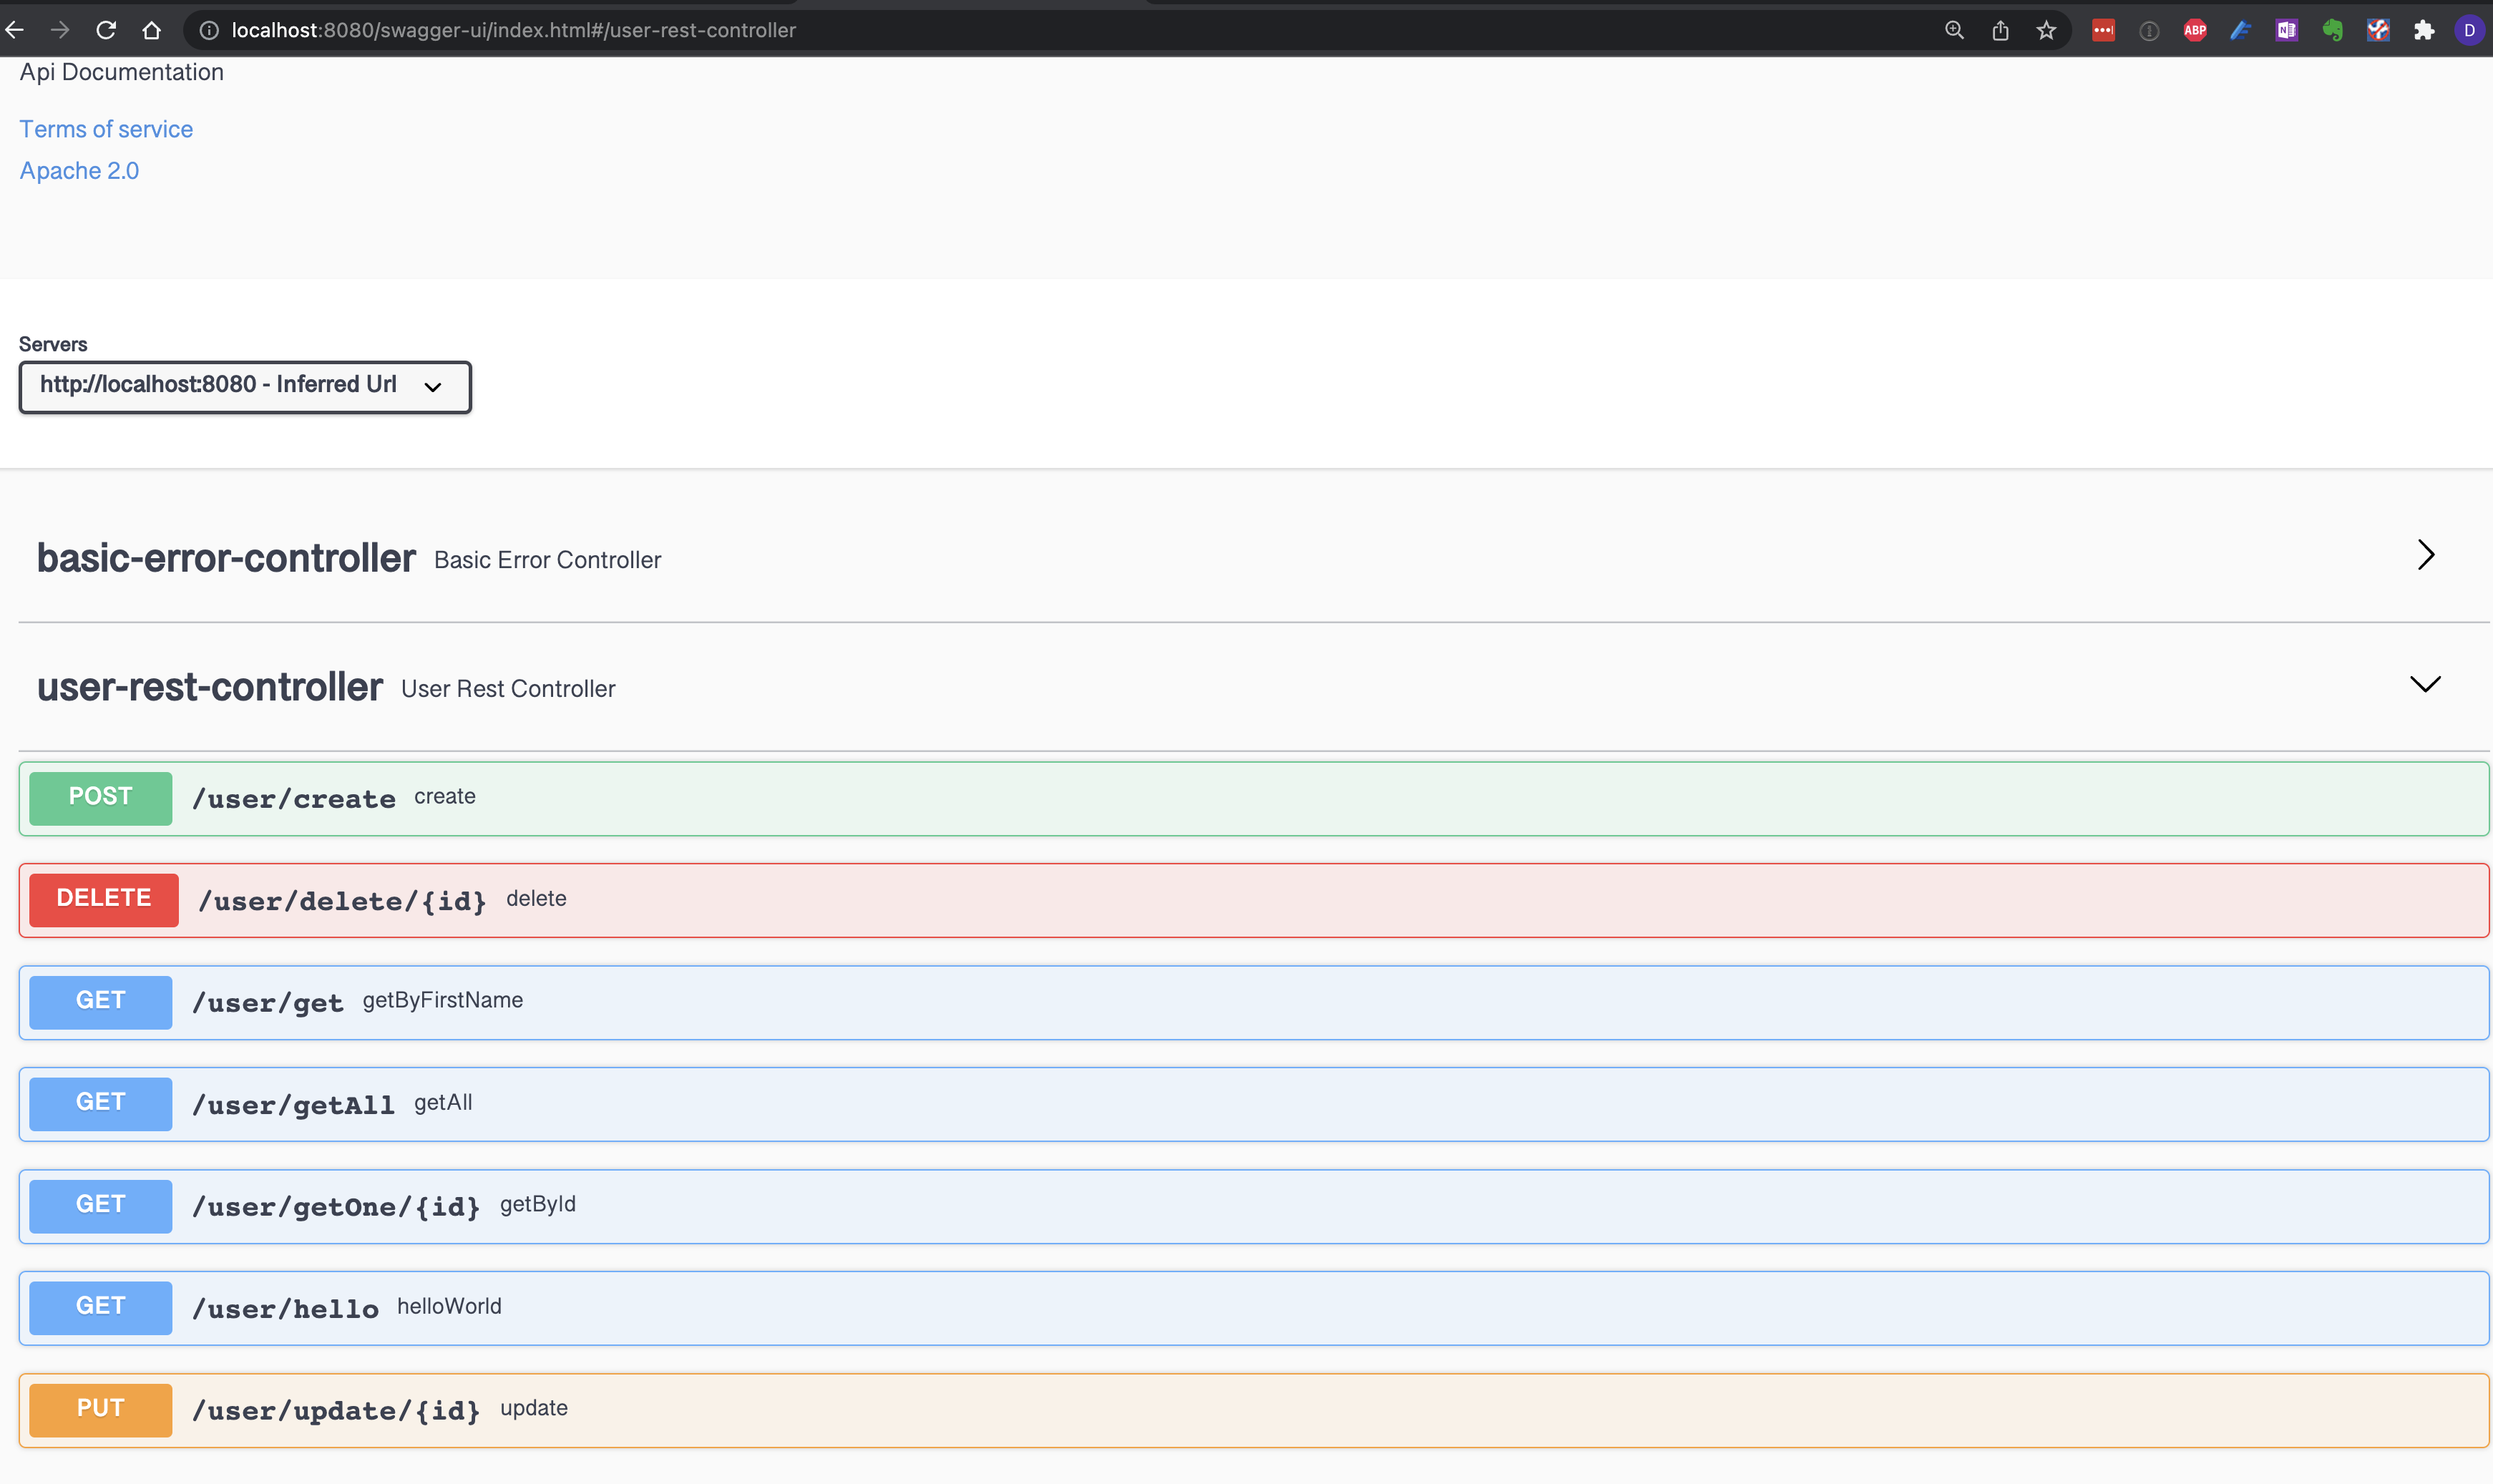 localhost:8080/swagger-ui/index.html#/user-rest-controller
ABP
N
D
Api Documentation
Terms of service
Apache 2.0
Servers
http://localhost:8080 - Inferred Url
basic-error-controller Basic Error Controller
user-rest-controller User Rest Controller
POST /user/create create
DELETE /user/delete/{id} delete
GET /user/get getByFirstName
GET /user/getAll getAll
GET /user/getOne/{id} getById
GET /user/hello helloWorld
PUT /user/update/{id} update